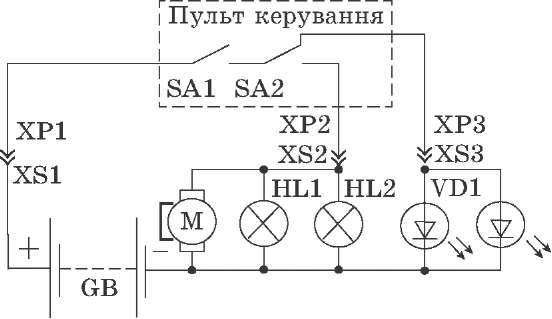 Пульт керування
SA1 SA2
XP1 XP2 XP3
XS1 XS2 XS3
HL1 HL2 VD1
M
+ −
GB